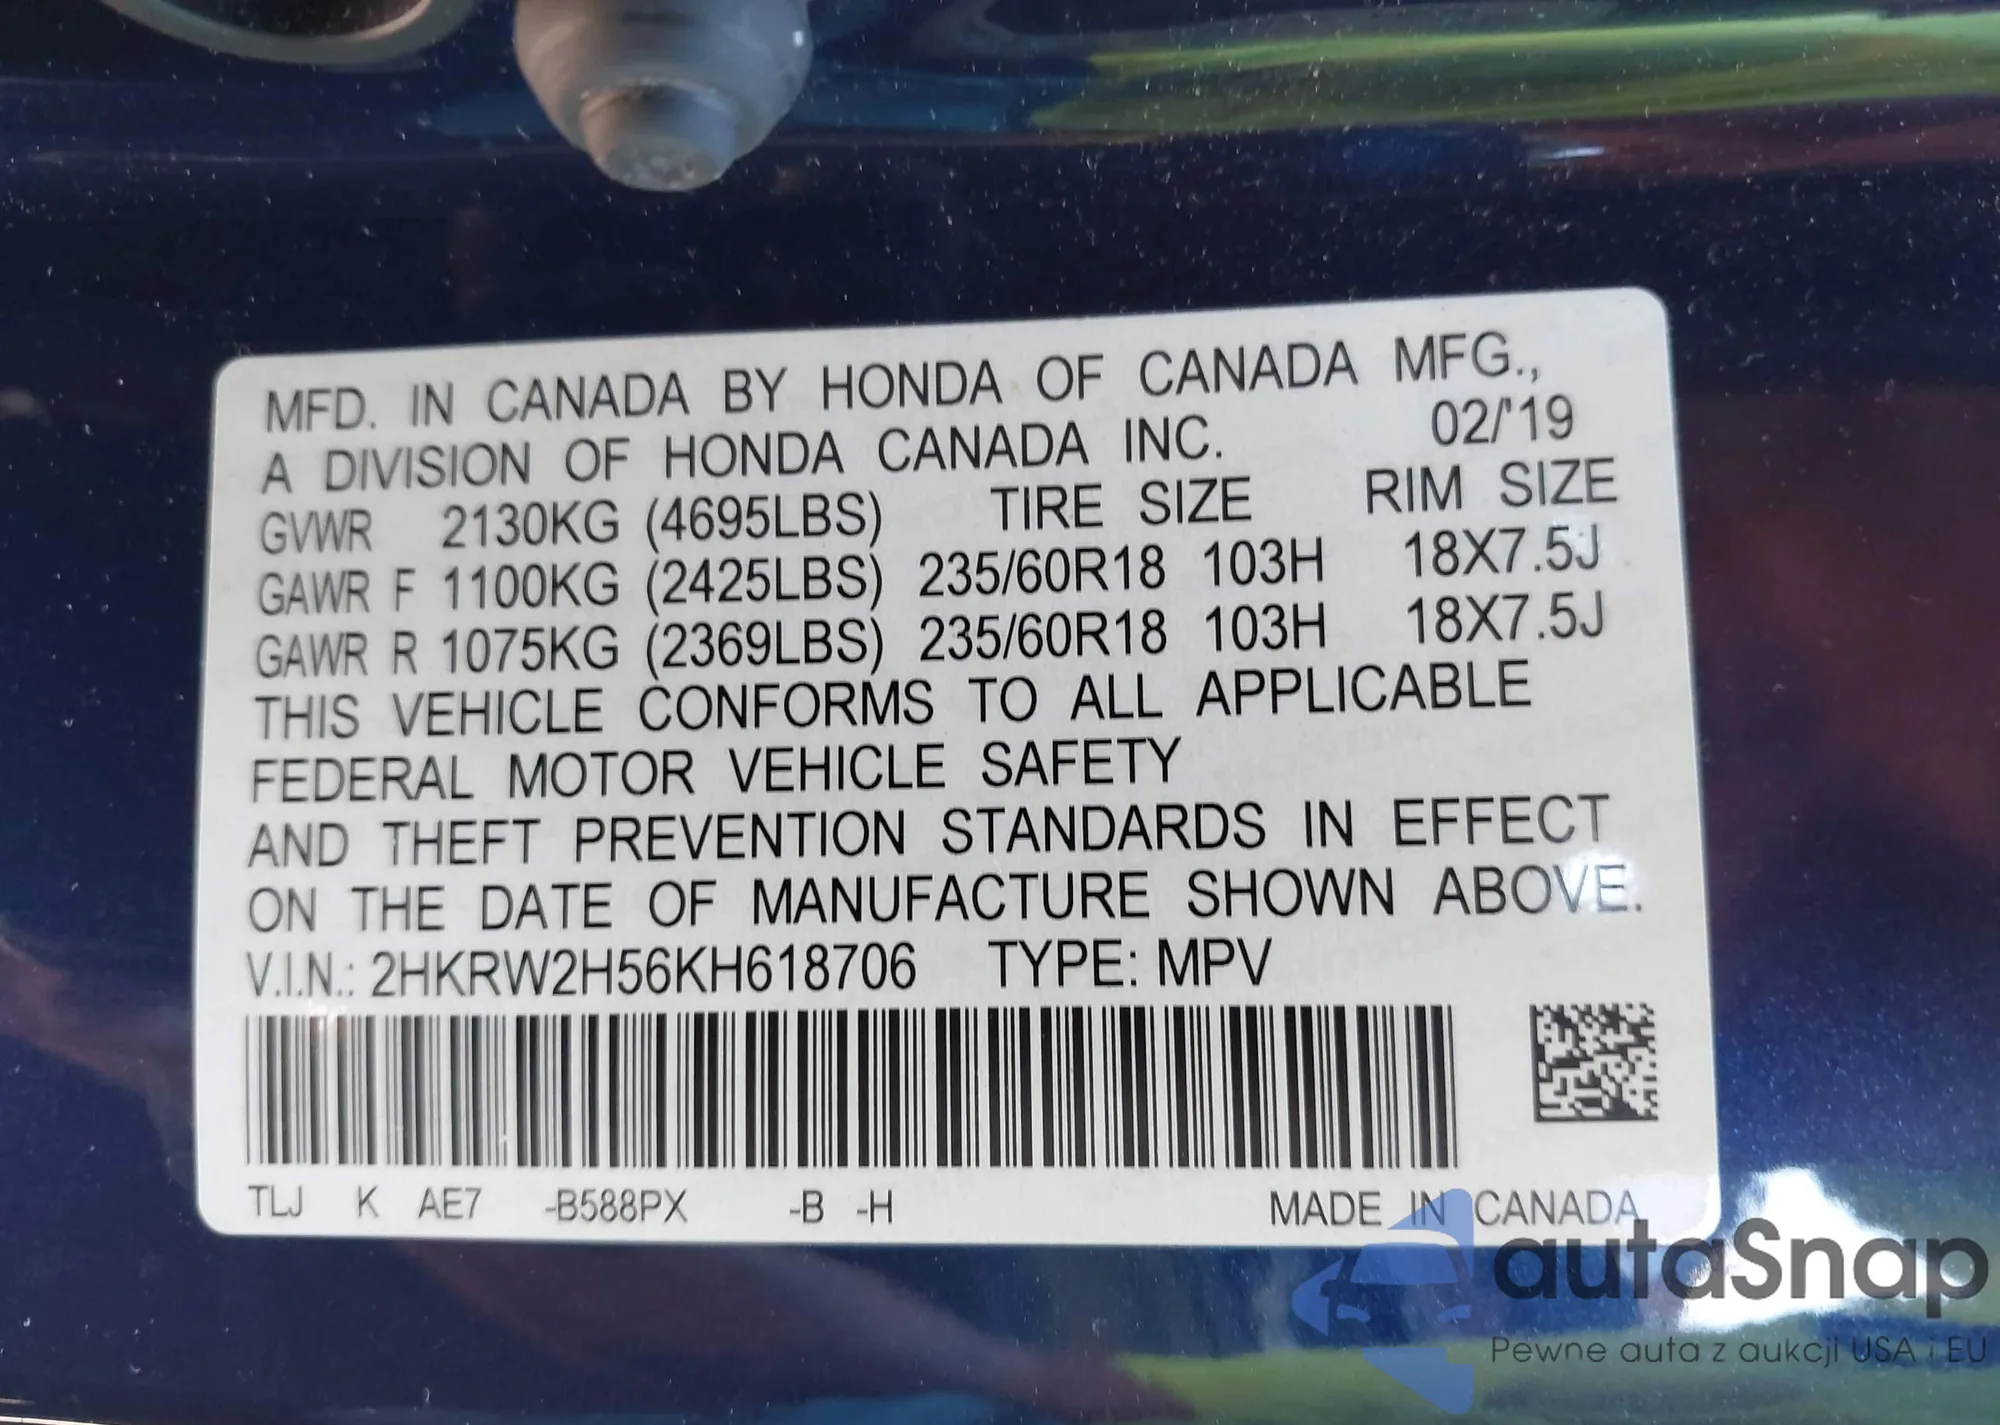 MFD. IN CANADA BY HONDA OF CANADA MFG.,
A DIVISION OF HONDA CANADA INC. 02/'19
GVWR 2130KG (4695LBS) TIRE SIZE RIM SIZE
GAWR F 1100KG (2425LBS) 235/60R18 103H 18X7.5J
GAWR R 1075KG (2369LBS) 235/60R18 103H 18X7.5J
THIS VEHICLE CONFORMS TO ALL APPLICABLE
FEDERAL MOTOR VEHICLE SAFETY
AND THEFT PREVENTION STANDARDS IN EFFECT
ON THE DATE OF MANUFACTURE SHOWN ABOVE.
V.I.N.: 2HKRW2H56KH618706 TYPE: MPV
TLJ K AE7 -B588PX -B -H MADE IN CANADA
autaSnap
Pewne auta z aukcji USA i EU